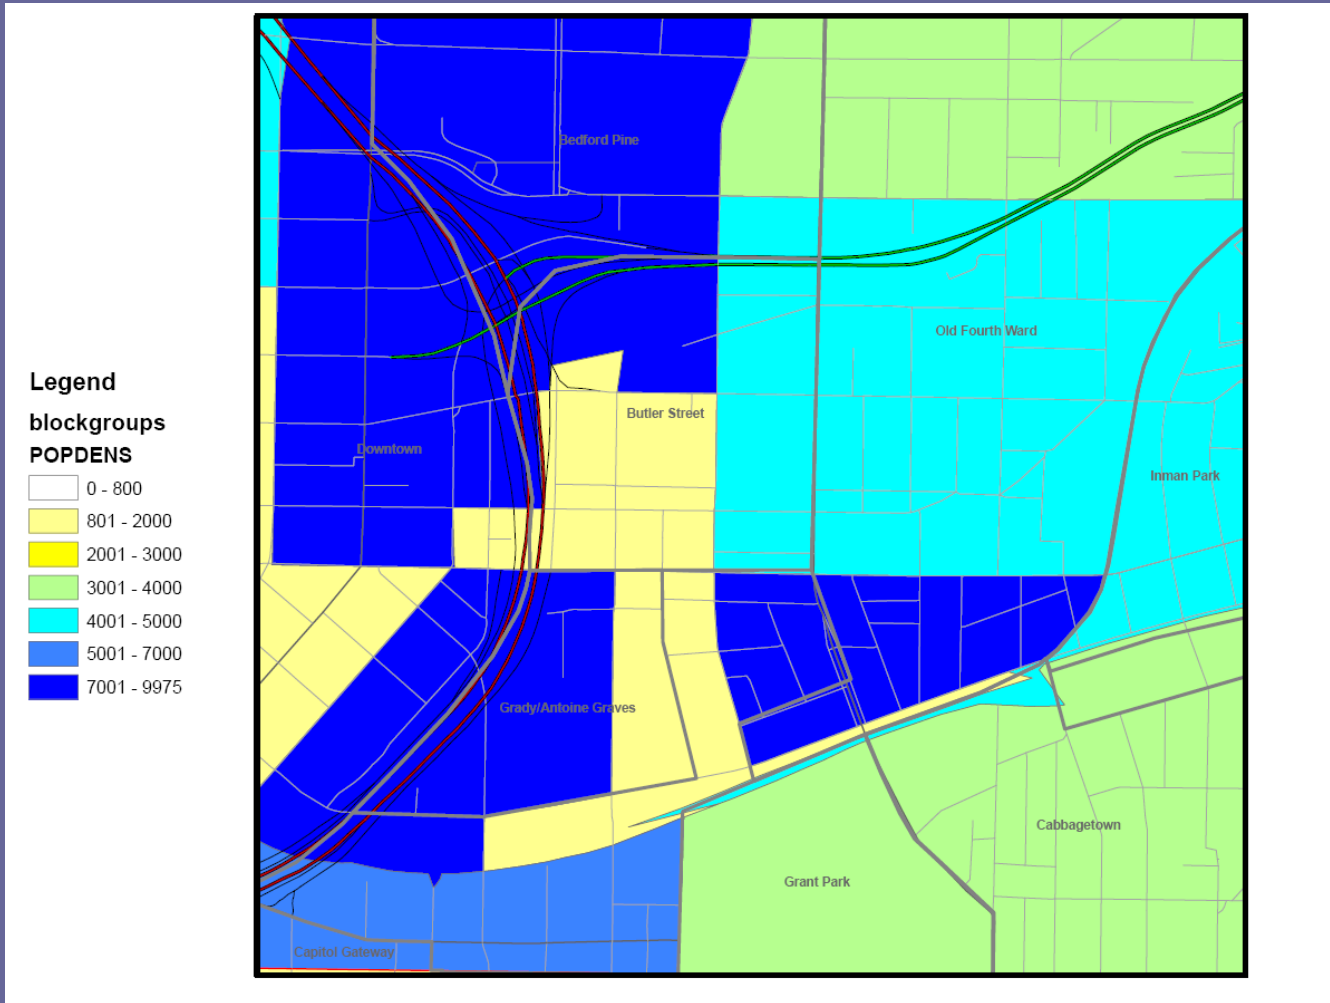 Legend
blockgroups
POPDENS
0 - 800
801 - 2000
2001 - 3000
3001 - 4000
4001 - 5000
5001 - 7000
7001 - 9975
Bedford Pine
Old Fourth Ward
Butler Street
Downtown
Inman Park
Grady/Antoine Graves
Cabbagetown
Grant Park
Capitol Gateway